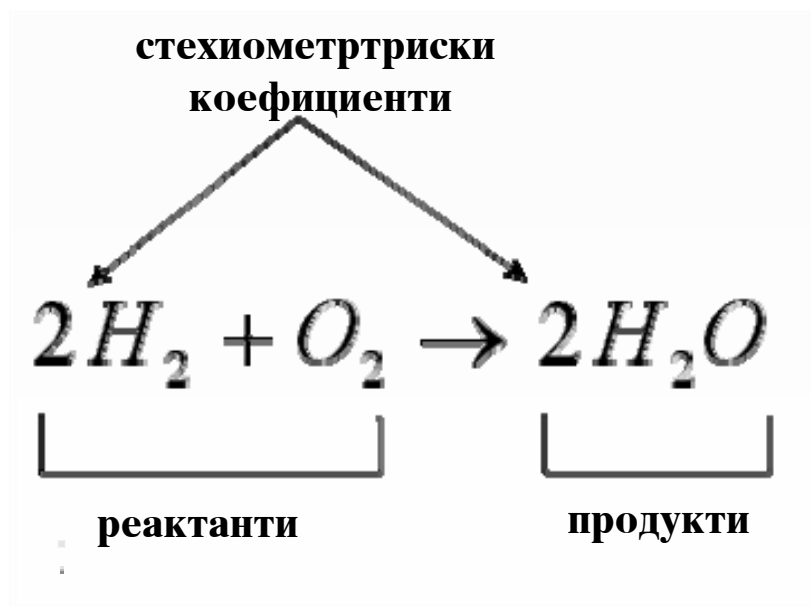 стехиометртриски
коефициенти
2H₂ + O₂ → 2H₂O
реактанти
продукти